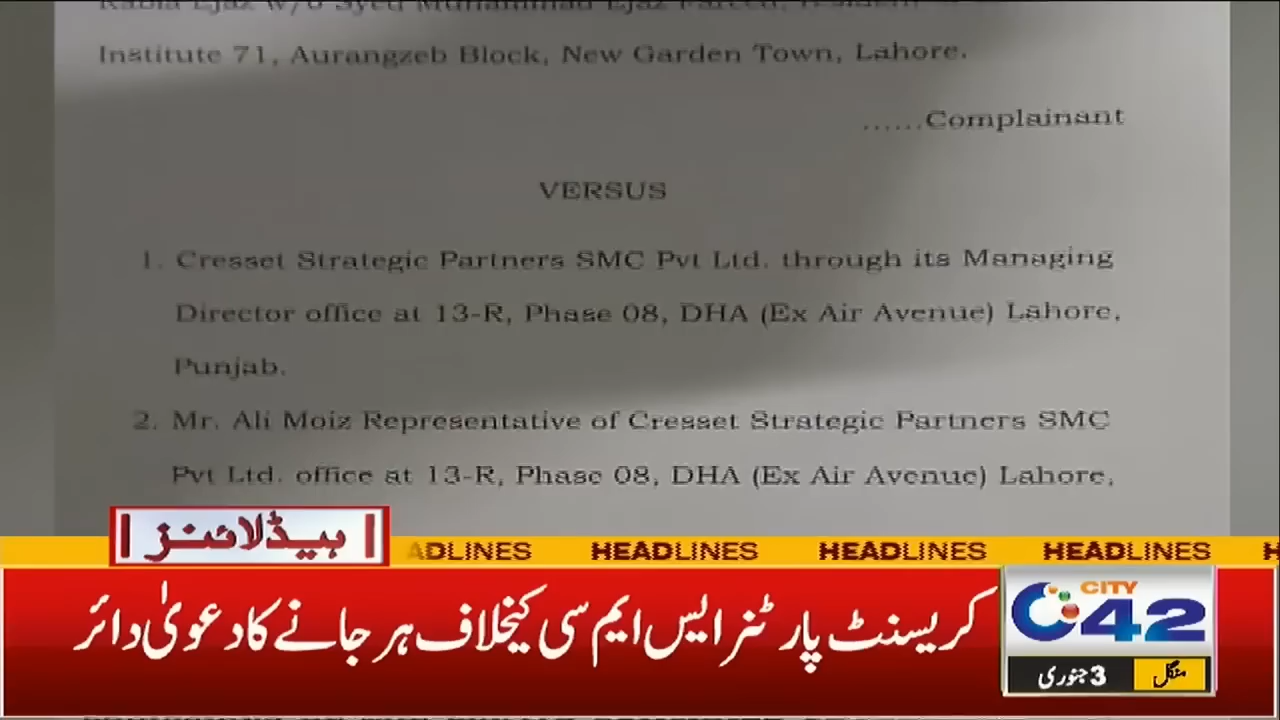 Institute 71, Aurangzeb Block, New Garden Town, Lahore.
......Complainant
VERSUS
1. Cresset Strategic Partners SMC Pvt Ltd. through its Managing
Director office at 13-R, Phase 08, DHA (Ex Air Avenue) Lahore,
Punjab.
2. Mr. Ali Moiz Representative of Cresset Strategic Partners SMC
Pvt Ltd. office at 13-R, Phase 08, DHA (Ex Air Avenue) Lahore,
ہیڈلائنز
ADLINES HEADLINES HEADLINES HEADLINES H
کریسنٹ پارٹنر ایس ایم سی کیخلاف ہرجانے کا دعویٰ دائر
CITY
42
3 جنوری
منگل